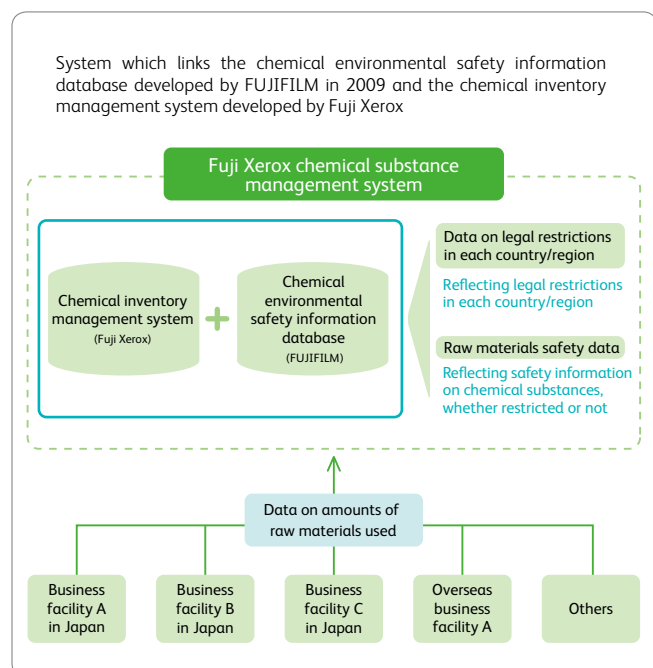 System which links the chemical environmental safety information
database developed by FUJIFILM in 2009 and the chemical inventory
management system developed by Fuji Xerox
Fuji Xerox chemical substance
management system
Chemical inventory
management system
(Fuji Xerox)
+
Chemical
environmental
safety information
database
(FUJIFILM)
Data on legal restrictions
in each country/region
Reflecting legal restrictions
in each country/region
Raw materials safety data
Reflecting safety information
on chemical substances,
whether restricted or not
Data on amounts of
raw materials used
Business
facility A
in Japan
Business
facility B
in Japan
Business
facility C
in Japan
Overseas
business
facility A
Others